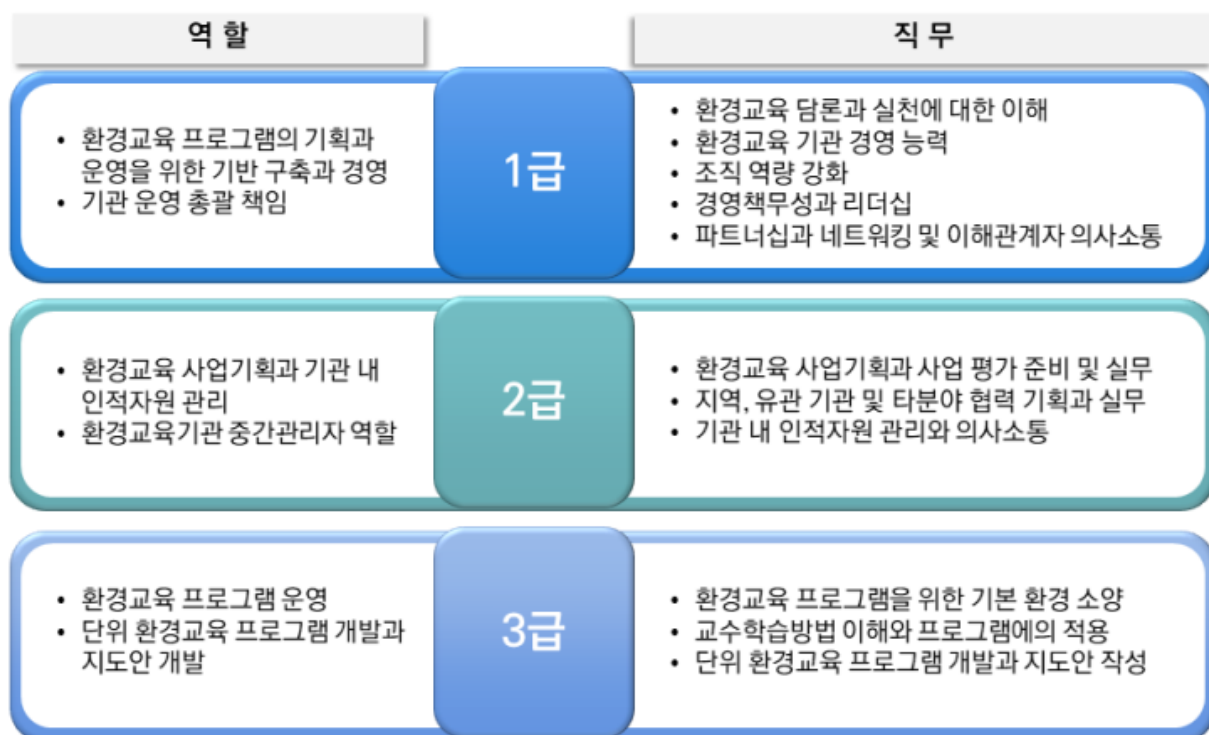 역 할
직 무
• 환경교육 프로그램의 기획과
운영을 위한 기반 구축과 경영
• 기관 운영 총괄 책임
1급
• 환경교육 담론과 실천에 대한 이해
• 환경교육 기관 경영 능력
• 조직 역량 강화
• 경영책무성과 리더십
• 파트너십과 네트워킹 및 이해관계자 의사소통
• 환경교육 사업기획과 기관 내
인적자원 관리
• 환경교육기관 중간관리자 역할
2급
• 환경교육 사업기획과 사업 평가 준비 및 실무
• 지역, 유관 기관 및 타분야 협력 기획과 실무
• 기관 내 인적자원 관리와 의사소통
• 환경교육 프로그램 운영
• 단위 환경교육 프로그램 개발과
지도안 개발
3급
• 환경교육 프로그램을 위한 기본 환경 소양
• 교수학습방법 이해와 프로그램에의 적용
• 단위 환경교육 프로그램 개발과 지도안 작성